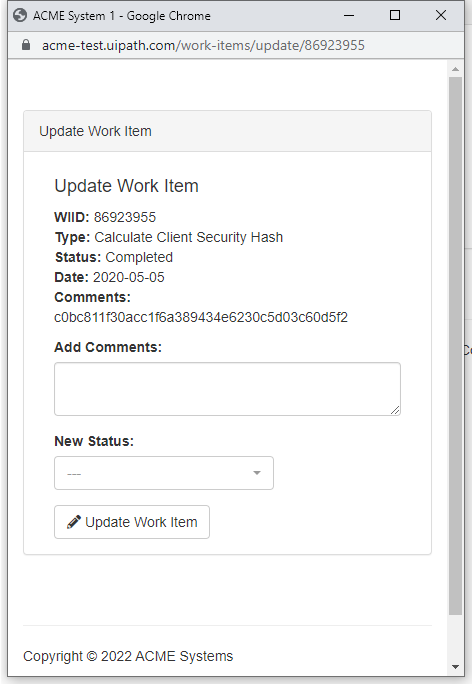 ACME System 1 - Google Chrome
acme-test.uipath.com/work-items/update/86923955
Update Work Item
Update Work Item
WIID: 86923955
Type: Calculate Client Security Hash
Status: Completed
Date: 2020-05-05
Comments:
c0bc811f30acc1f6a389434e6230c5d03c60d5f2
Add Comments:
New Status:
---
Update Work Item
Copyright © 2022 ACME Systems